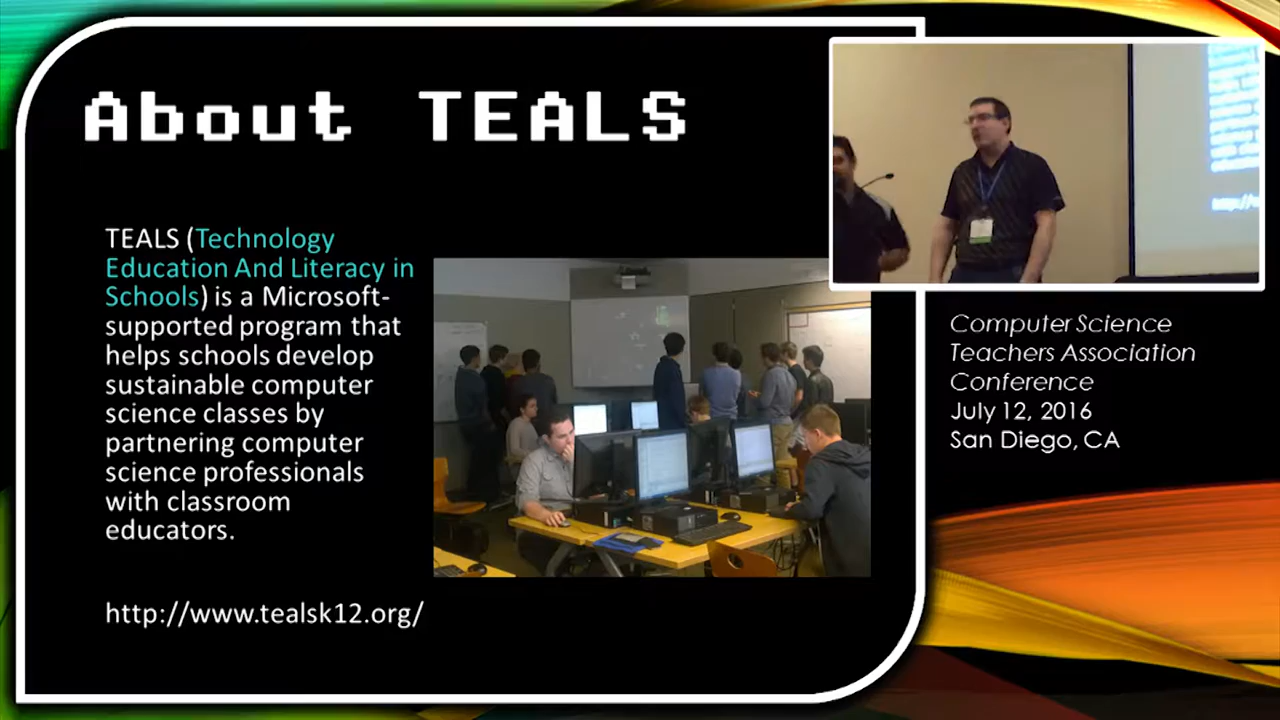 About TEALS
TEALS (Technology
Education And Literacy in
Schools) is a Microsoft-
supported program that
helps schools develop
sustainable computer
science classes by
partnering computer
science professionals
with classroom
educators.
http://www.tealsk12.org/
Computer Science
Teachers Association
Conference
July 12, 2016
San Diego, CA